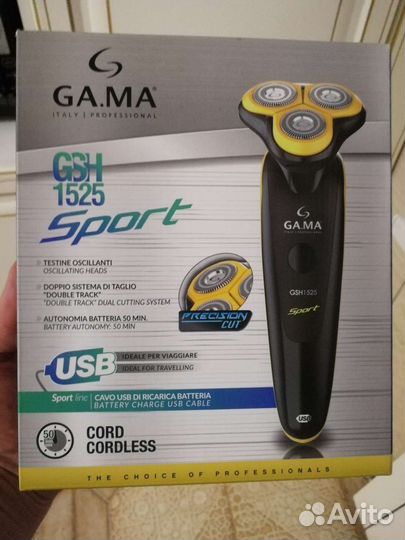 GA.MA
ITALY | PROFESSIONAL
GSH
1525
Sport
TESTINE OSCILLANTI
OSCILLATING HEADS
DOPPIO SISTEMA DI TAGLIO
"DOUBLE TRACK"
"DOUBLE TRACK" DUAL CUTTING SYSTEM
AUTONOMIA BATTERIA 50 MIN.
BATTERY AUTONOMY: 50 MIN
PRECISION
CUT
USB
IDEALE PER VIAGGIARE
IDEAL FOR TRAVELLING
Sport line
CAVO USB DI RICARICA BATTERIA
BATTERY CHARGE USB CABLE
50
CORD
CORDLESS
THE CHOICE OF PROFESSIONALS
GA.MA
GSH1525
Sport
USB
Avito